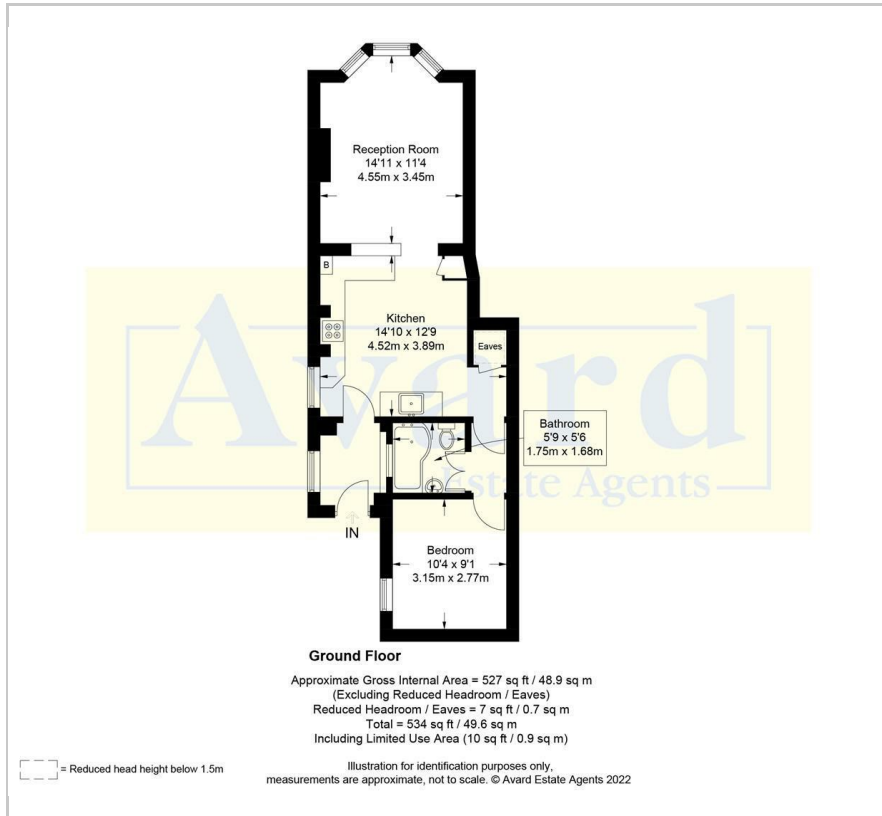 Reception Room
14'11 x 11'4
4.55m x 3.45m
B
Kitchen
14'10 x 12'9
4.52m x 3.89m
Eaves
Avard
Estate Agents
Bathroom
5'9 x 5'6
1.75m x 1.68m
IN
Bedroom
10'4 x 9'1
3.15m x 2.77m
Ground Floor
Approximate Gross Internal Area = 527 sq ft / 48.9 sq m
(Excluding Reduced Headroom / Eaves)
Reduced Headroom / Eaves = 7 sq ft / 0.7 sq m
Total = 534 sq ft / 49.6 sq m
Including Limited Use Area (10 sq ft / 0.9 sq m)
= Reduced head height below 1.5m
Illustration for identification purposes only,
measurements are approximate, not to scale. © Avard Estate Agents 2022